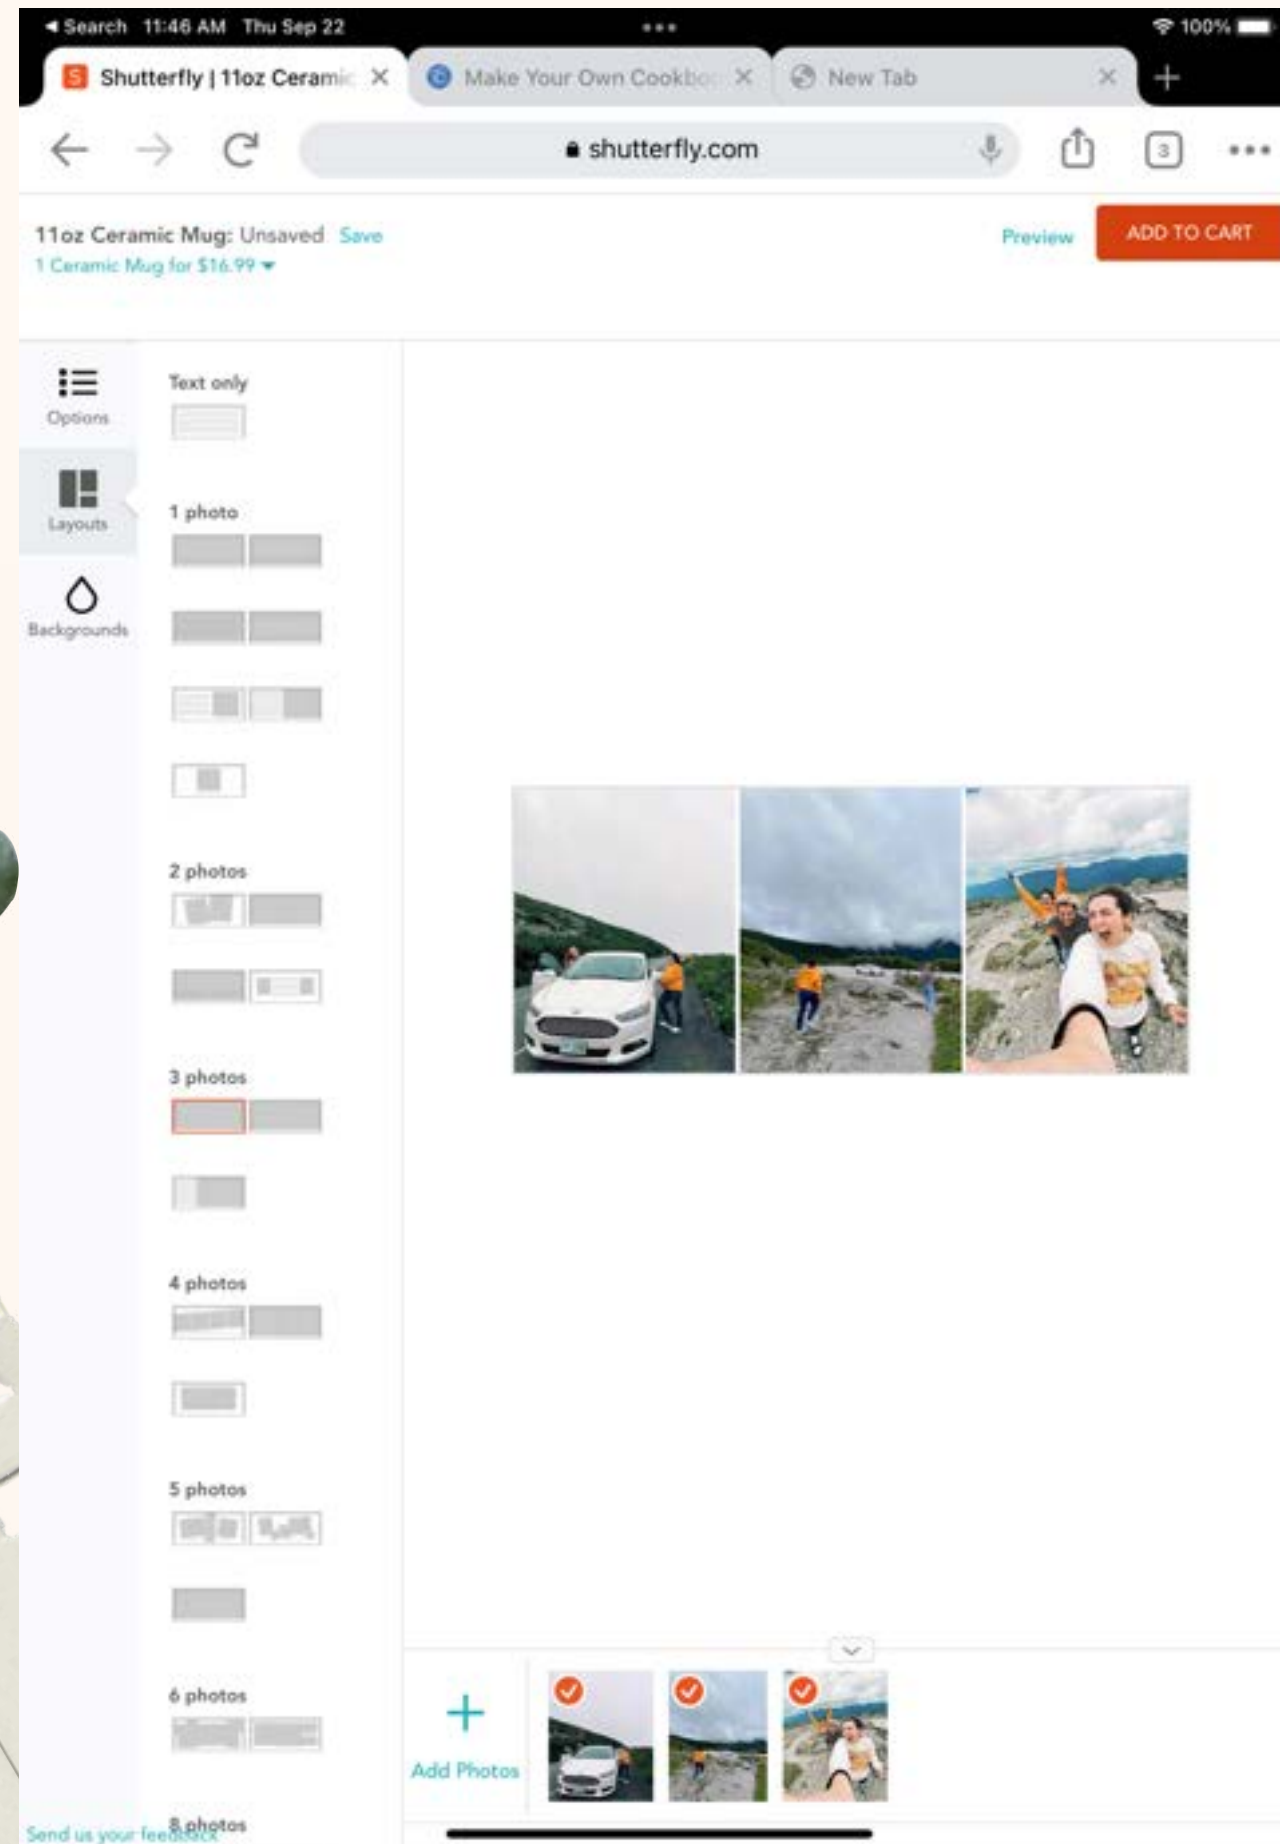 Search 11:46 AM Thu Sep 22 100%
Shutterfly | 11oz Ceramic Make Your Own Cookbo New Tab
shutterfly.com 3
11oz Ceramic Mug: Unsaved Save
1 Ceramic Mug for $16.99
Preview ADD TO CART
Options
Layouts
Backgrounds
Text only
1 photo
2 photos
3 photos
4 photos
5 photos
6 photos
8 photos
Add Photos
Send us your feedback